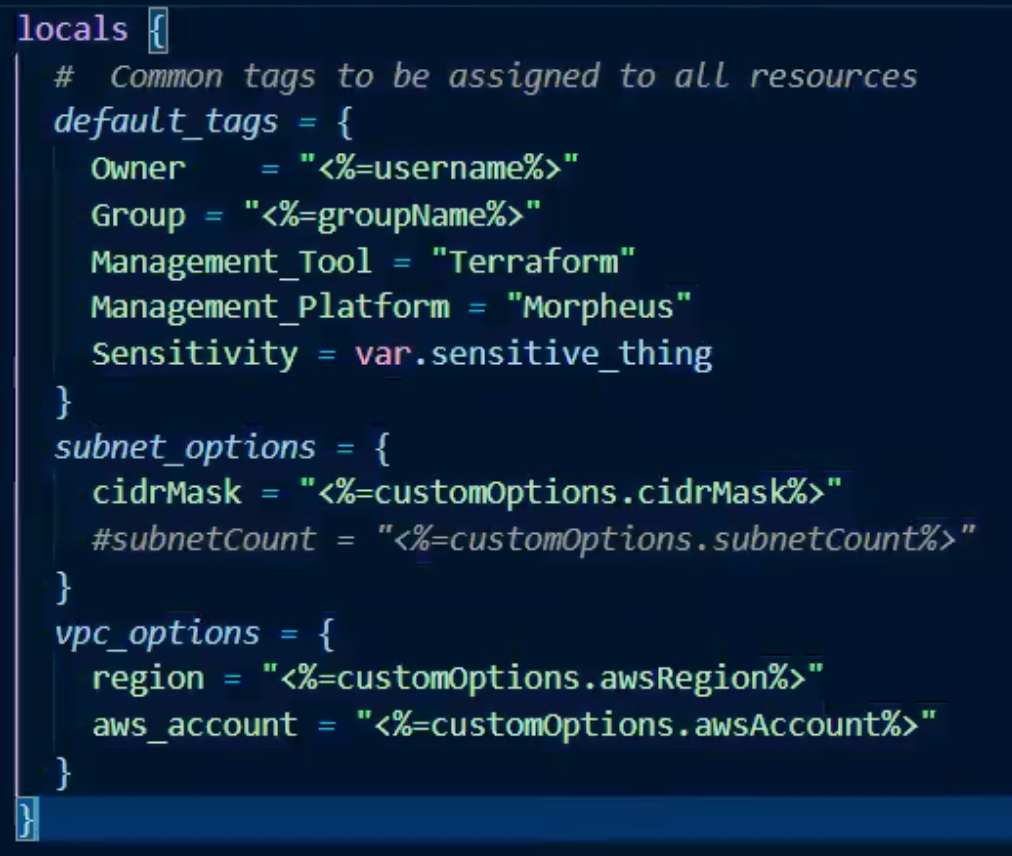 locals {
  #  Common tags to be assigned to all resources
  default_tags = {
    Owner    = "<%=username%>"
    Group = "<%=groupName%>"
    Management_Tool = "Terraform"
    Management_Platform = "Morpheus"
    Sensitivity = var.sensitive_thing
  }
  subnet_options = {
    cidrMask = "<%=customOptions.cidrMask%>"
    #subnetCount = "<%=customOptions.subnetCount%>"
  }
  vpc_options = {
    region = "<%=customOptions.awsRegion%>"
    aws_account = "<%=customOptions.awsAccount%>"
  }
}